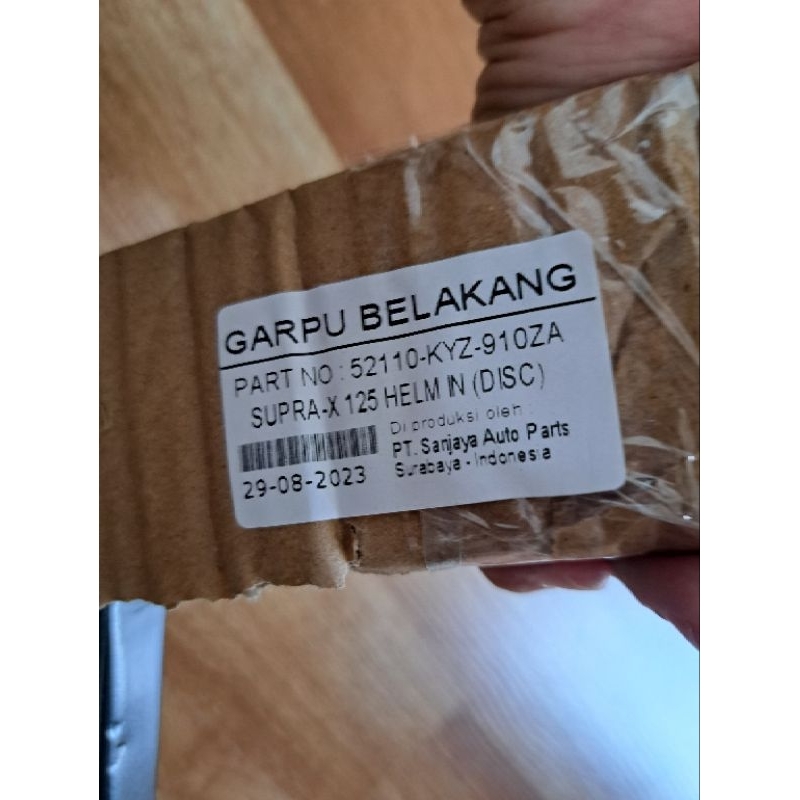 GARPU BELAKANG
PART NO : 52110-KYZ-910ZA
SUPRA-X 125 HELM IN (DISC)
Di produksi oleh :
PT. Sanjaya Auto Parts
Surabaya - Indonesia
29-08-2023